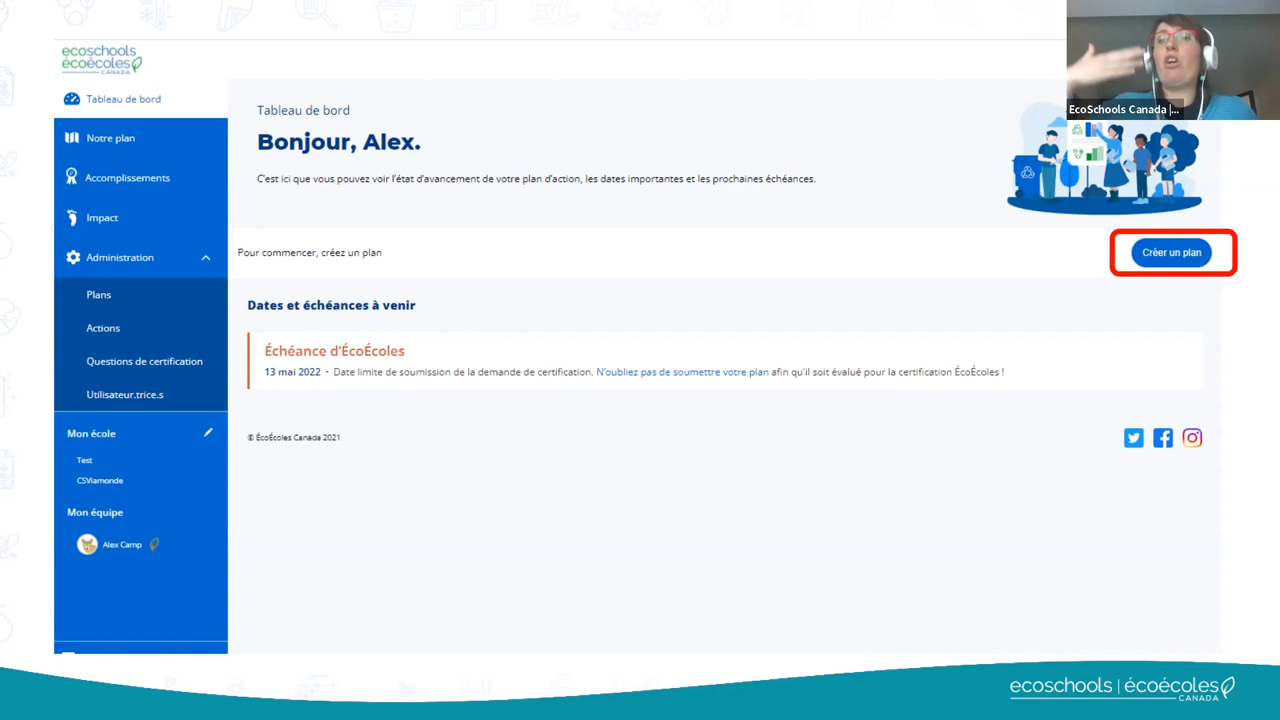 ecoschools
écoécoles
CANADA
Tableau de bord
Notre plan
Accomplissements
Impact
Administration
Plans
Actions
Questions de certification
Utilisateur.trice.s
Mon école
Test
CSViamonde
Mon équipe
Alex Camp
Tableau de bord
Bonjour, Alex.
C'est ici que vous pouvez voir l'état d'avancement de votre plan d'action, les dates importantes et les prochaines échéances.
EcoSchools Canada |...
Pour commencer, créez un plan
Créer un plan
Dates et échéances à venir
Échéance d'ÉcoÉcoles
13 mai 2022 - Date limite de soumission de la demande de certification. N'oubliez pas de soumettre votre plan afin qu'il soit évalué pour la certification ÉcoÉcoles !
© ÉcoÉcoles Canada 2021
ecoschools | écoécoles
CANADA